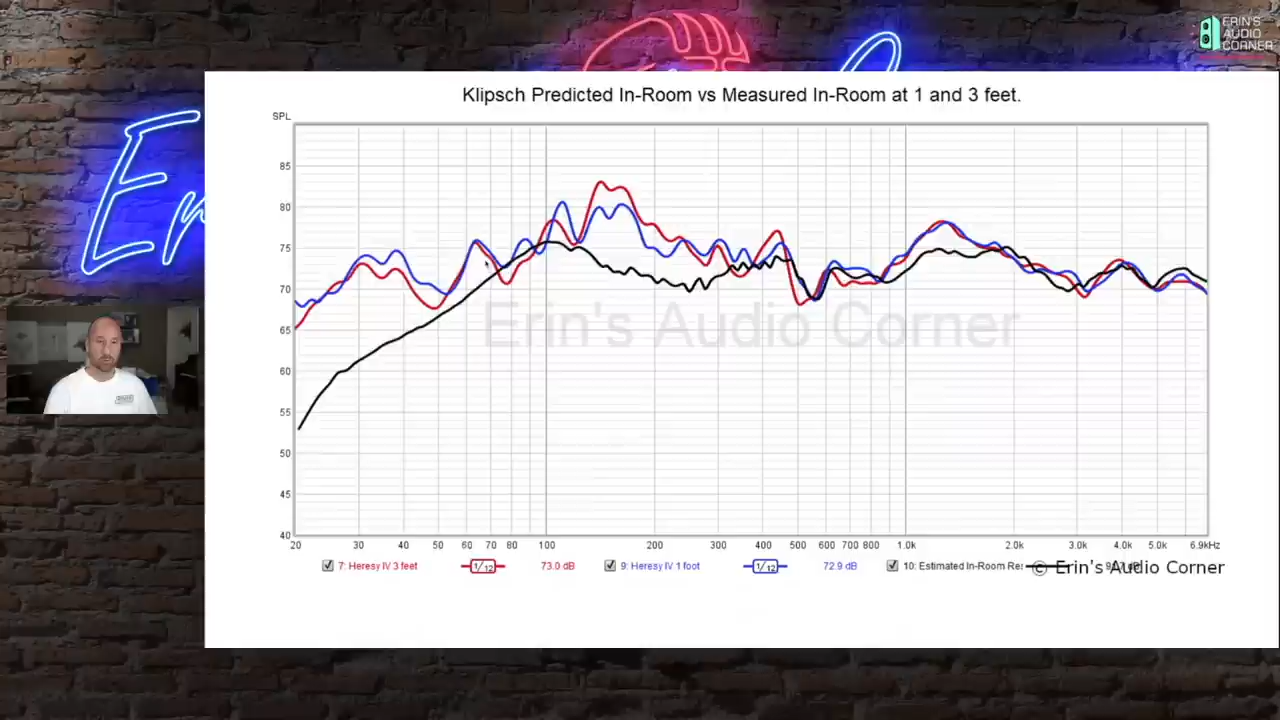 ERIN'S
AUDIO
CORNER
Er
Klipsch Predicted In-Room vs Measured In-Room at 1 and 3 feet.
SPL
85
80
75
70
65
60
55
50
45
40
Erin's Audio Corner
20 30 40 50 60 70 80 100 200 300 400 500 600 700 800 1.0k 2.0k 3.0k 4.0k 5.0k 6.9kHz
7: Heresy IV 3 feet 1/12 73.0 dB 9: Heresy IV 1 foot 1/12 72.9 dB 10: Estimated In-Room Re
© Erin's Audio Corner